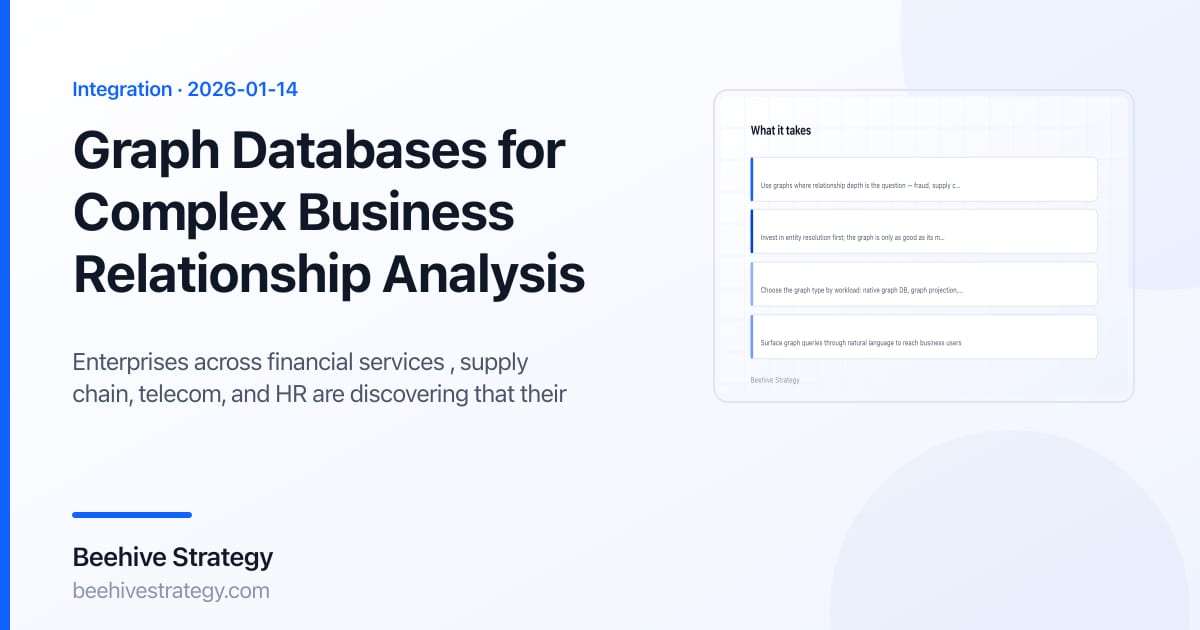 Integration · 2026-01-14
Graph Databases for
Complex Business
Relationship Analysis
Enterprises across financial services , supply
chain, telecom, and HR are discovering that their
Beehive Strategy
beehivestrategy.com
What it takes
Use graphs where relationship depth is the question — fraud, supply c...
Invest in entity resolution first; the graph is only as good as its m...
Choose the graph type by workload: native graph DB, graph projection,...
Surface graph queries through natural language to reach business users
Beehive Strategy